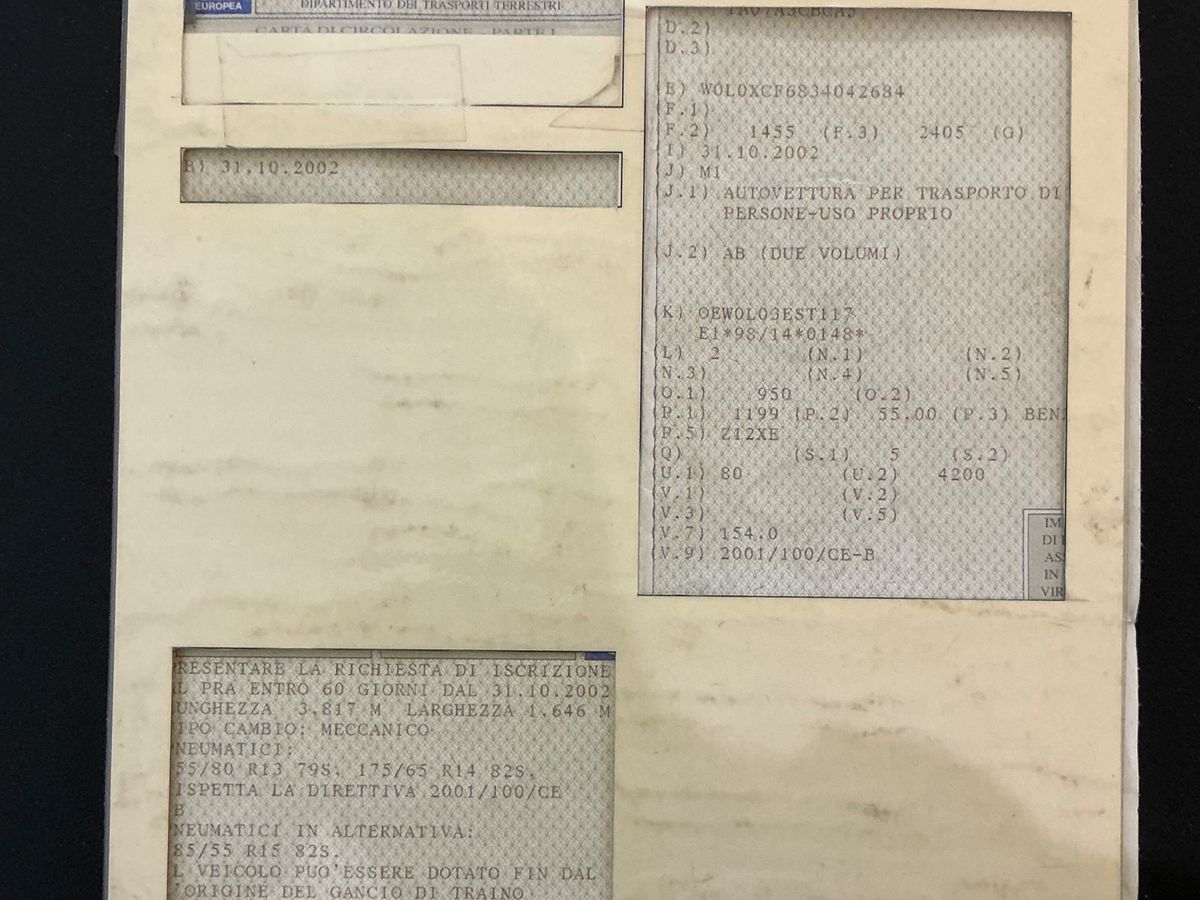 EUROPEA
DIPARTIMENTO DEI TRASPORTI TERRESTRI
CARTA DI CIRCOLAZIONE - PARTE I
B) 31.10.2002
(D.2)
(D.3)
(E) W0L0XCF6834042684
(F.1)
(F.2) 1455 (F.3) 2405 (G)
(I) 31.10.2002
(J) M1
(J.1) AUTOVETTURA PER TRASPORTO DI
PERSONE-USO PROPRIO
(J.2) AB (DUE VOLUMI)
(K) OEW0L03EST117
E1*98/14*0148*
(L) 2 (N.1) (N.2)
(N.3) (N.4) (N.5)
(O.1) 950 (O.2)
(P.1) 1199 (P.2) 55.00 (P.3) BENZ
(P.5) Z12XE
(Q) (S.1) 5 (S.2)
(U.1) 80 (U.2) 4200
(V.1) (V.2)
(V.3) (V.5)
(V.7) 154.0
(V.9) 2001/100/CE-B
IM
DI
AS
IN
VIR
RESENTARE LA RICHIESTA DI ISCRIZIONE
L PRA ENTRO 60 GIORNI DAL 31.10.2002
UNGHEZZA 3,817 M LARGHEZZA 1,646 M
IPO CAMBIO: MECCANICO
NEUMATICI:
55/80 R13 79S, 175/65 R14 82S,
ISPETTA LA DIRETTIVA 2001/100/CE
B
NEUMATICI IN ALTERNATIVA:
85/55 R15 82S.
L VEICOLO PUO'ESSERE DOTATO FIN DAL
'ORIGINE DEL GANCIO DI TRAINO